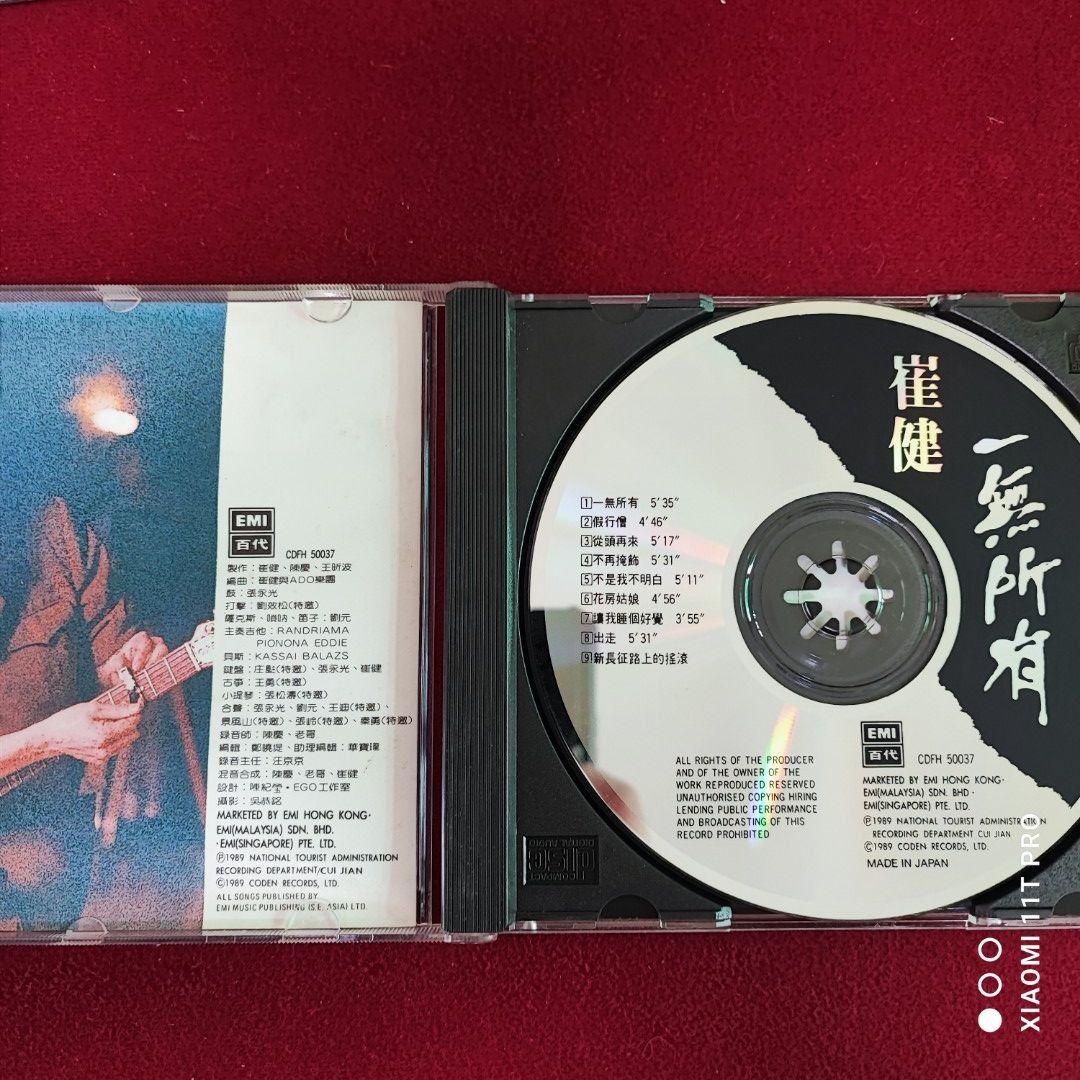 EMI
百代
CDFH 50037
製作：崔健、陳慶、王昕波
編曲：崔健與ADO樂團
鼓：張永光
打擊：劉效松(特邀)
薩克斯、嗩吶、笛子：劉元
主奏吉他：RANDRIAMA
PIONONA EDDIE
貝斯：KASSAI BALAZS
鍵盤：庄彪(特邀)、張永光、崔健
古箏：王勇(特邀)
小提琴：張松濤(特邀)
合聲：張永光、劉元、王迪(特邀)、
景風山(特邀)、張岭(特邀)、秦勇(特邀)
録音師：陳慶、老哥
編輯：鄭曉提、助理編輯：華寶瑋
録音主任：汪京京
混音合成：陳慶、老哥、崔健
設計：陳紀瑩・EGO工作室
攝影：吳恭銘
MARKETED BY EMI HONG KONG・
EMI(MALAYSIA) SDN. BHD.
・EMI(SINGAPORE) PTE. LTD.
Ⓟ1989 NATIONAL TOURIST ADMINISTRATION
RECORDING DEPARTMENT/CUI JIAN
©1989 CODEN RECORDS, LTD.
ALL SONGS PUBLISHED BY
EMI MUSIC PUBLISHING (S.E. ASIA) LTD.
崔健
一無所有
1 一無所有 5'35"
2 假行僧 4'46"
3 從頭再來 5'17"
4 不再掩飾 5'31"
5 不是我不明白 5'11"
6 花房姑娘 4'56"
7 讓我睡個好覺 3'55"
8 出走 5'31"
9 新長征路上的搖滾
ALL RIGHTS OF THE PRODUCER
AND OF THE OWNER OF THE
WORK REPRODUCED RESERVED
UNAUTHORISED COPYING HIRING
LENDING PUBLIC PERFORMANCE
AND BROADCASTING OF THIS
RECORD PROHIBITED
EMI
百代
CDFH 50037
MARKETED BY EMI HONG KONG・
EMI(MALAYSIA) SDN. BHD・
EMI(SINGAPORE) PTE. LTD.
Ⓟ1989 NATIONAL TOURIST ADMINISTRATION
RECORDING DEPARTMENT CUI JIAN
©1989 CODEN RECORDS, LTD.
MADE IN JAPAN
COMPACT
disc
DIGITAL AUDIO
XIAOMI 11T PRO